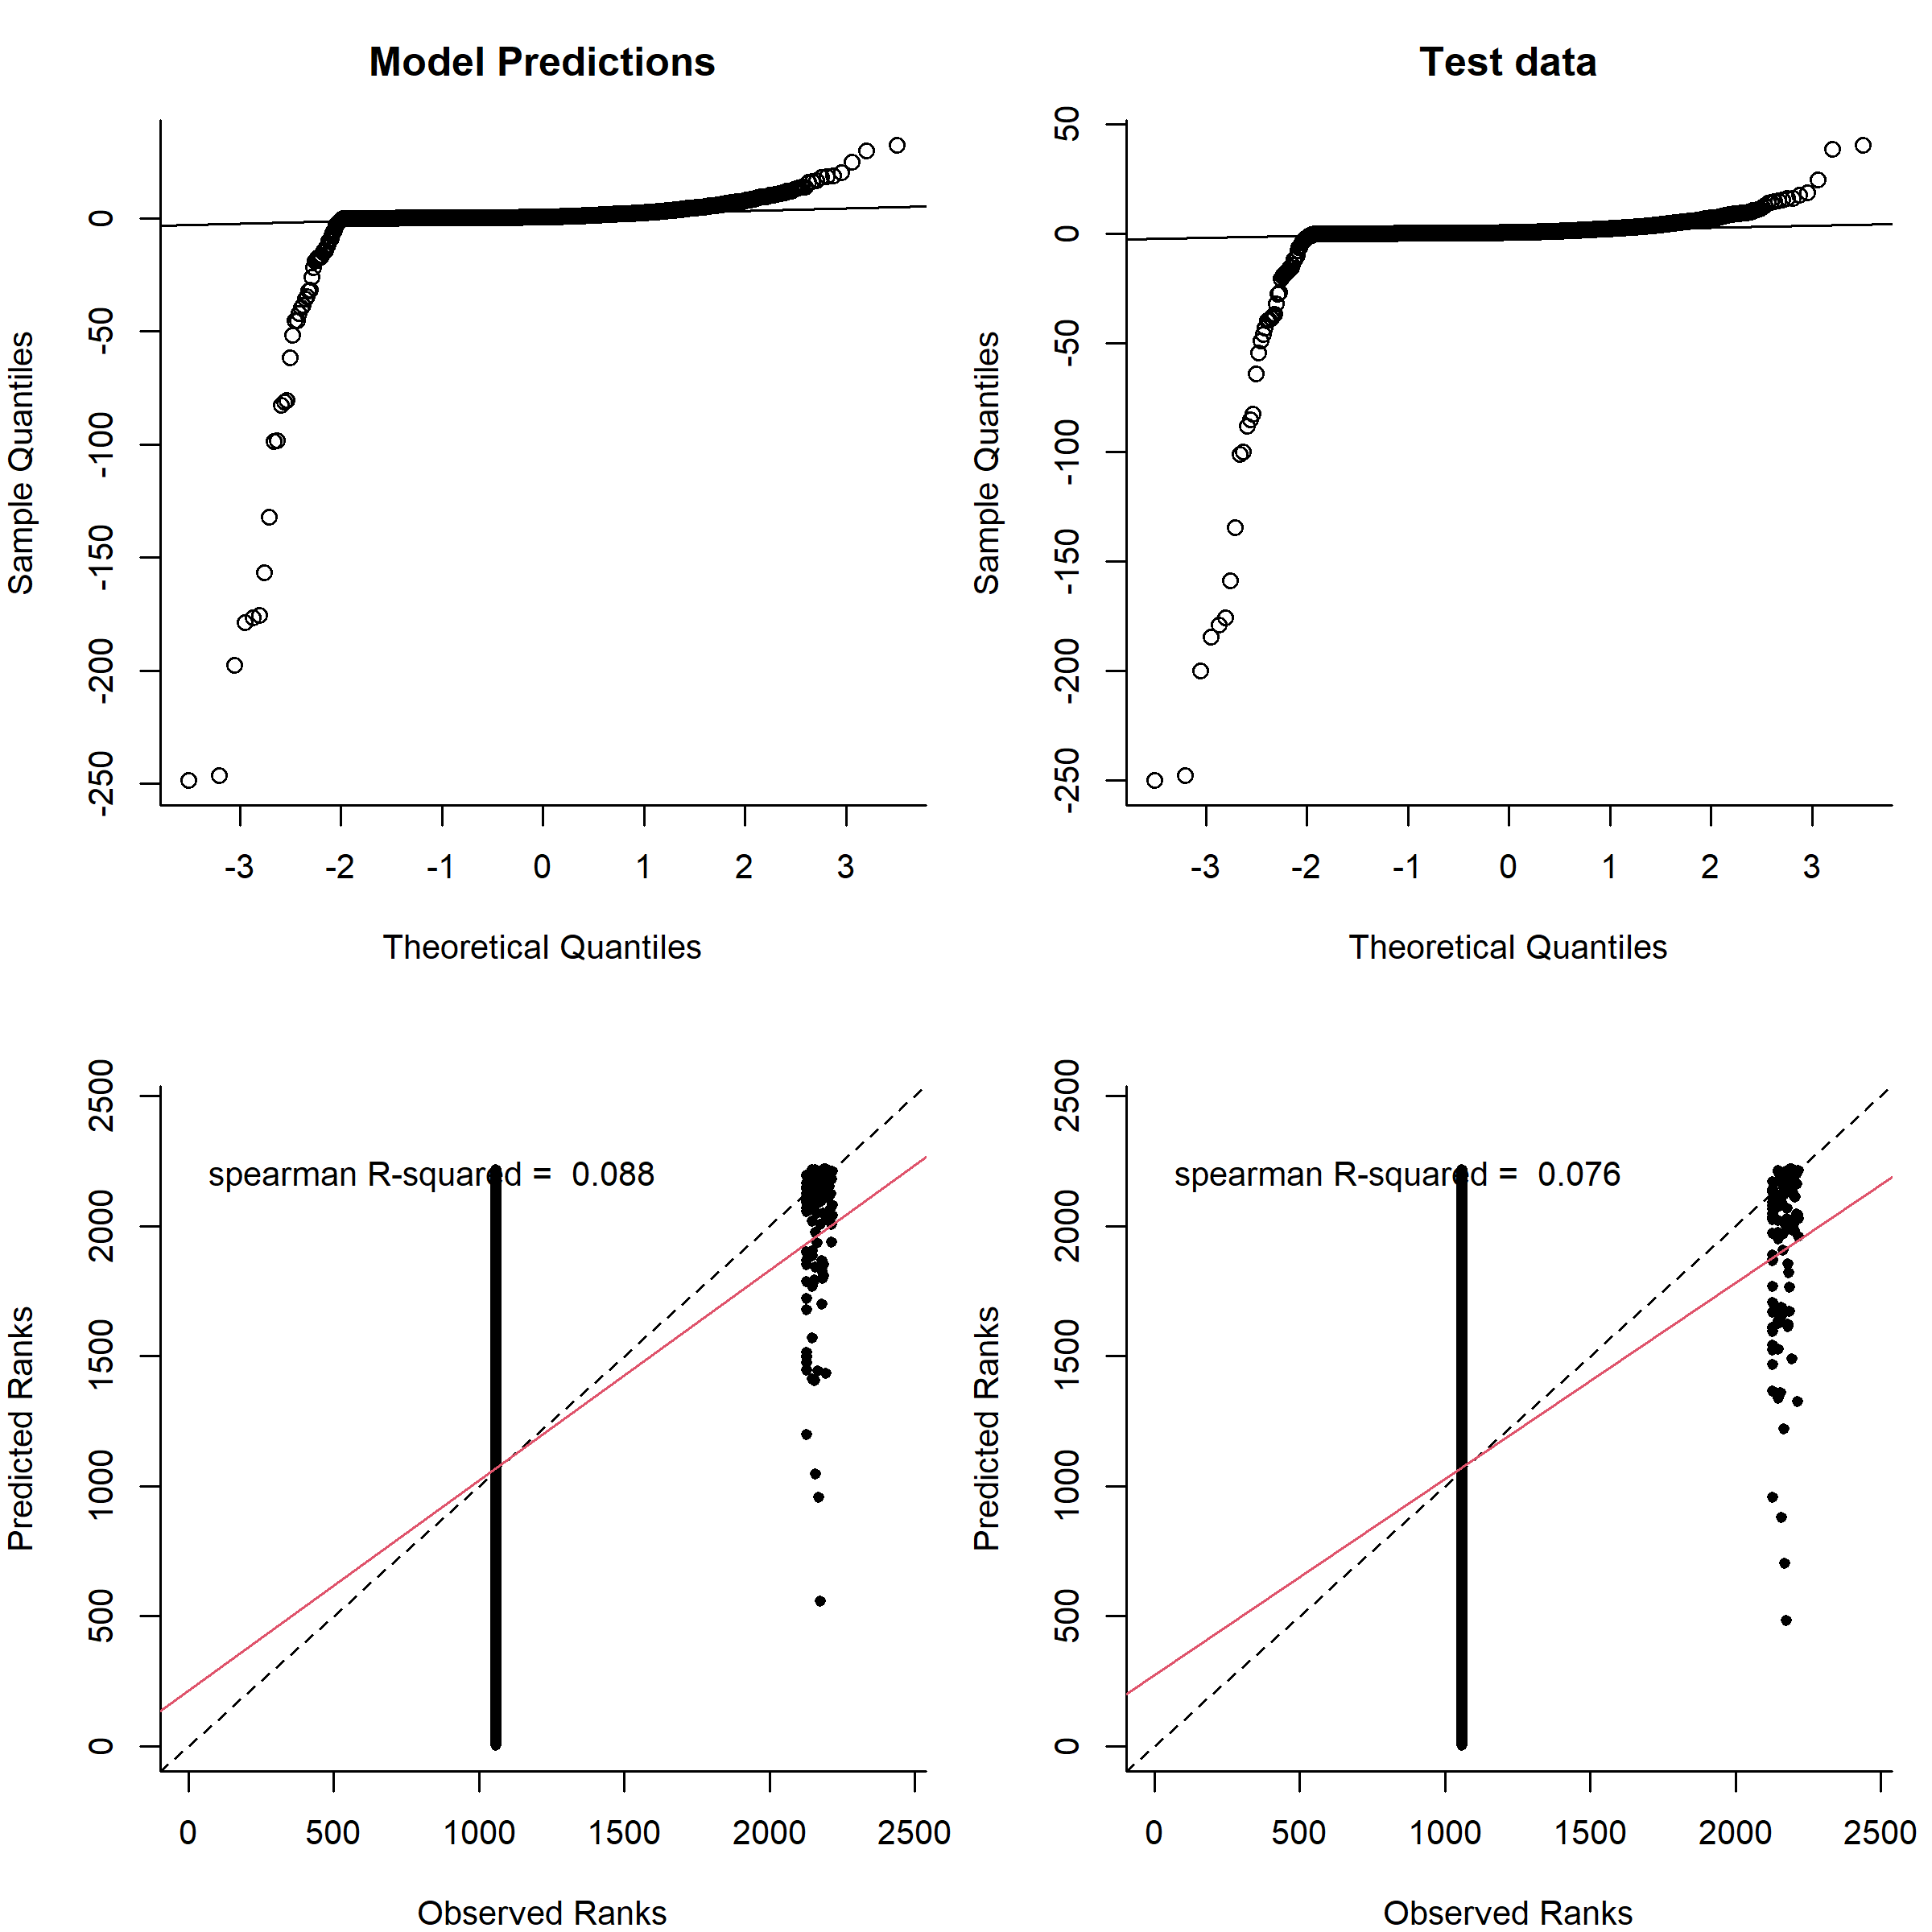 Model Predictions
Sample Quantiles
0
-50
-100
-150
-200
-250
-3 -2 -1 0 1 2 3
Theoretical Quantiles
Test data
Sample Quantiles
50
0
-50
-100
-150
-200
-250
-3 -2 -1 0 1 2 3
Theoretical Quantiles
Predicted Ranks
2500
2000
1500
1000
500
0
spearman R-squared = 0.088
0 500 1000 1500 2000 2500
Observed Ranks
Predicted Ranks
2500
2000
1500
1000
500
0
spearman R-squared = 0.076
0 500 1000 1500 2000 2500
Observed Ranks